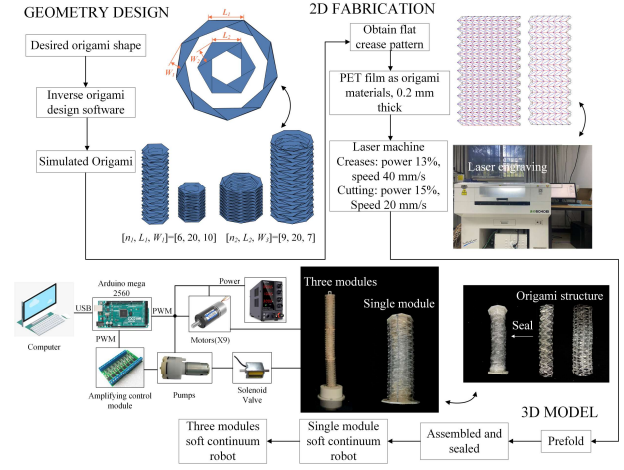 GEOMETRY DESIGN
Desired origami shape
Inverse origami
design software
Simulated Origami
L₁
L₂
W₂
W₁
[n₁, L₁, W₁]=[6, 20, 10]
[n₂, L₂, W₂]=[9, 20, 7]
2D FABRICATION
Obtain flat
crease pattern
PET film as origami
materials, 0.2 mm
thick
Laser machine
Creases: power 13%,
speed 40 mm/s
Cutting: power 15%,
Speed 20 mm/s
Laser engraving
Computer
USB
Arduino mega
2560
PWM
PWM
Power
Motors(X9)
Amplifying control
module
Pumps
Solenoid
Valve
Three modules
Single module
Origami structure
Seal
3D MODEL
Prefold
Assembled and
sealed
Single module
soft continuum
robot
Three modules
soft continuum
robot